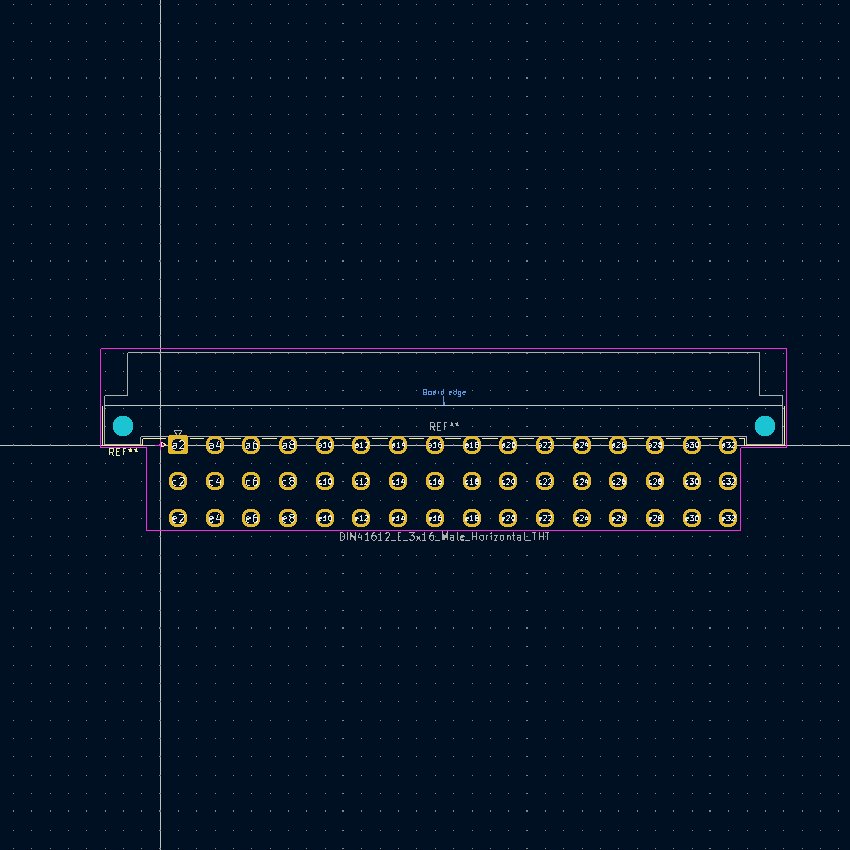 Board edge
REF**
a2 a4 a6 a8 a10 a12 a14 a16 a18 a20 a22 a24 a26 a28 a30 a32
REF**
c2 c4 c6 c8 c10 c12 c14 c16 c18 c20 c22 c24 c26 c28 c30 c32
e2 e4 e6 e8 e10 e12 e14 e16 e18 e20 e22 e24 e26 e28 e30 e32
DIN41612_E_3x16_Male_Horizontal_THT